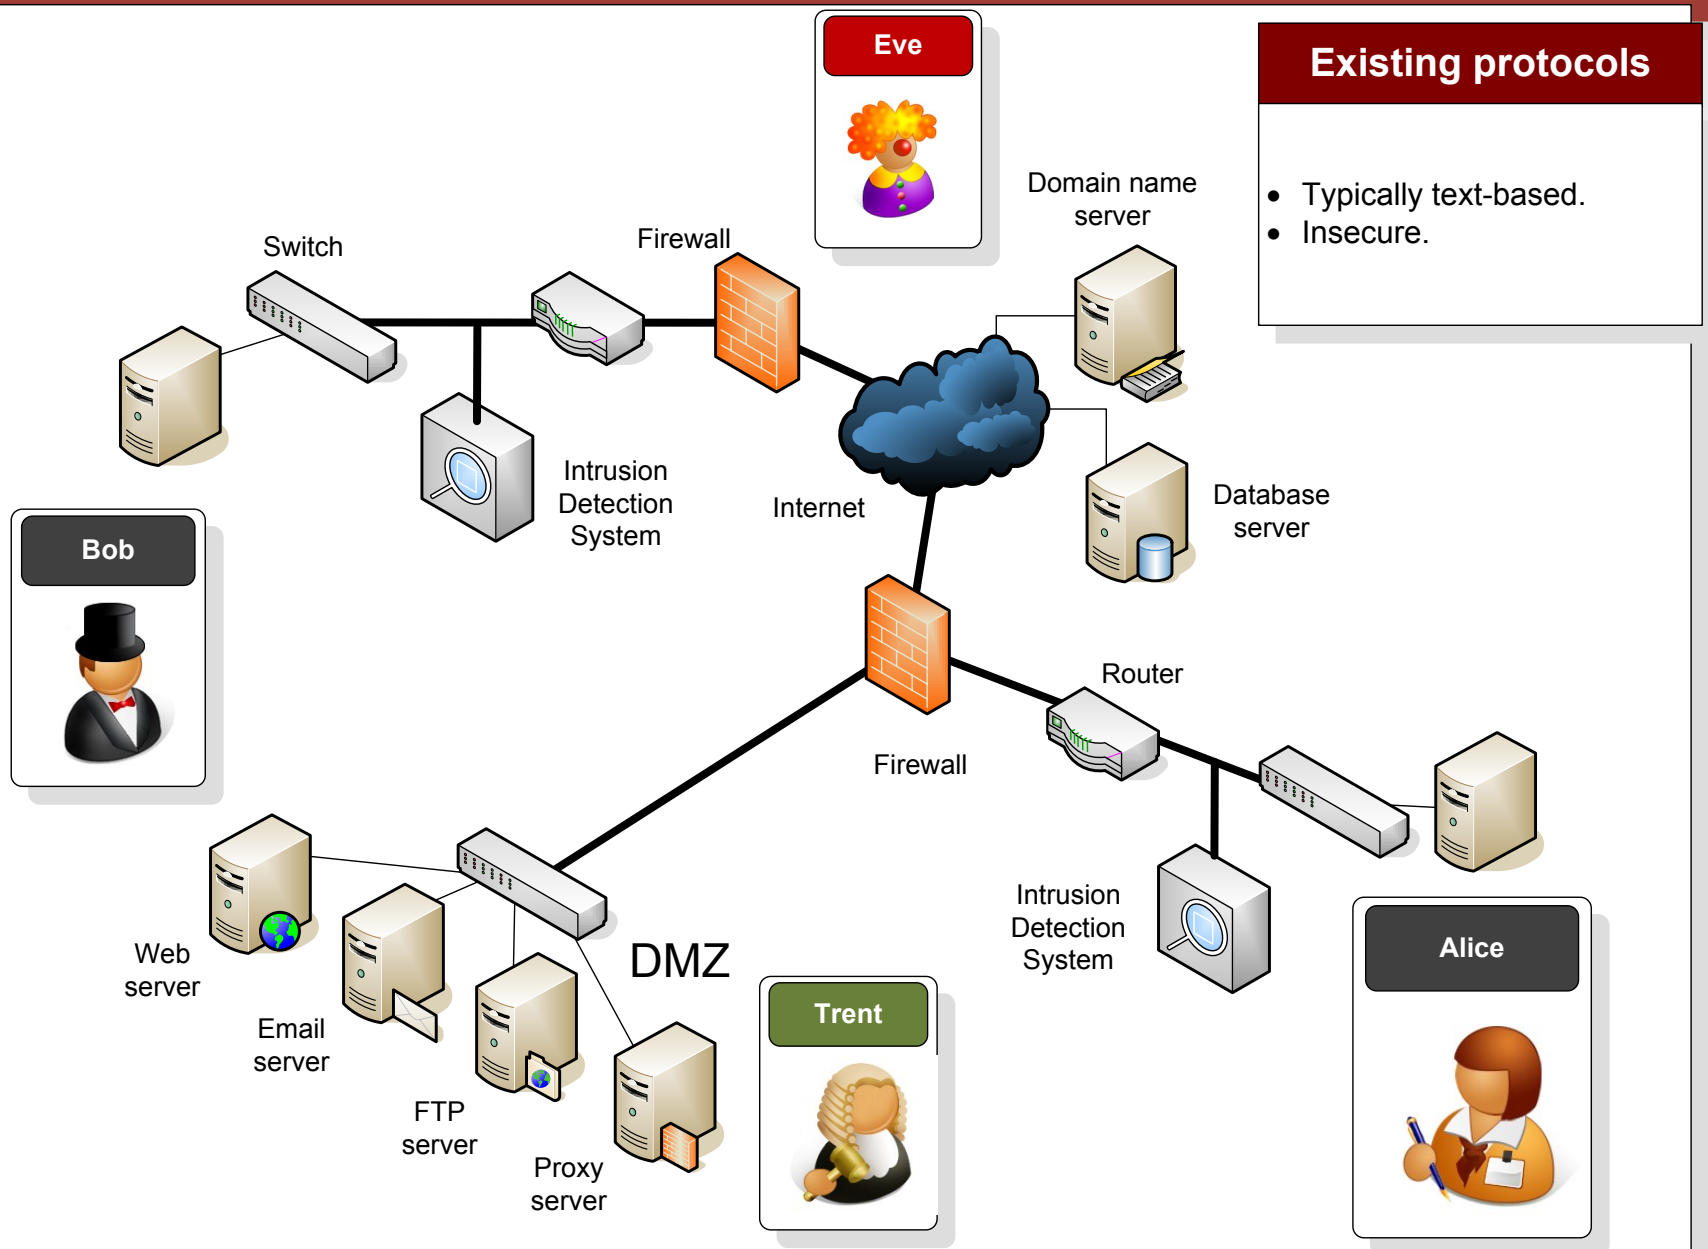 Eve
Existing protocols
• Typically text-based.
• Insecure.
Domain name
server
Switch
Firewall
Intrusion
Detection
System
Internet
Database
server
Bob
Router
Firewall
Web
server
Email
server
FTP
server
Proxy
server
DMZ
Trent
Intrusion
Detection
System
Alice